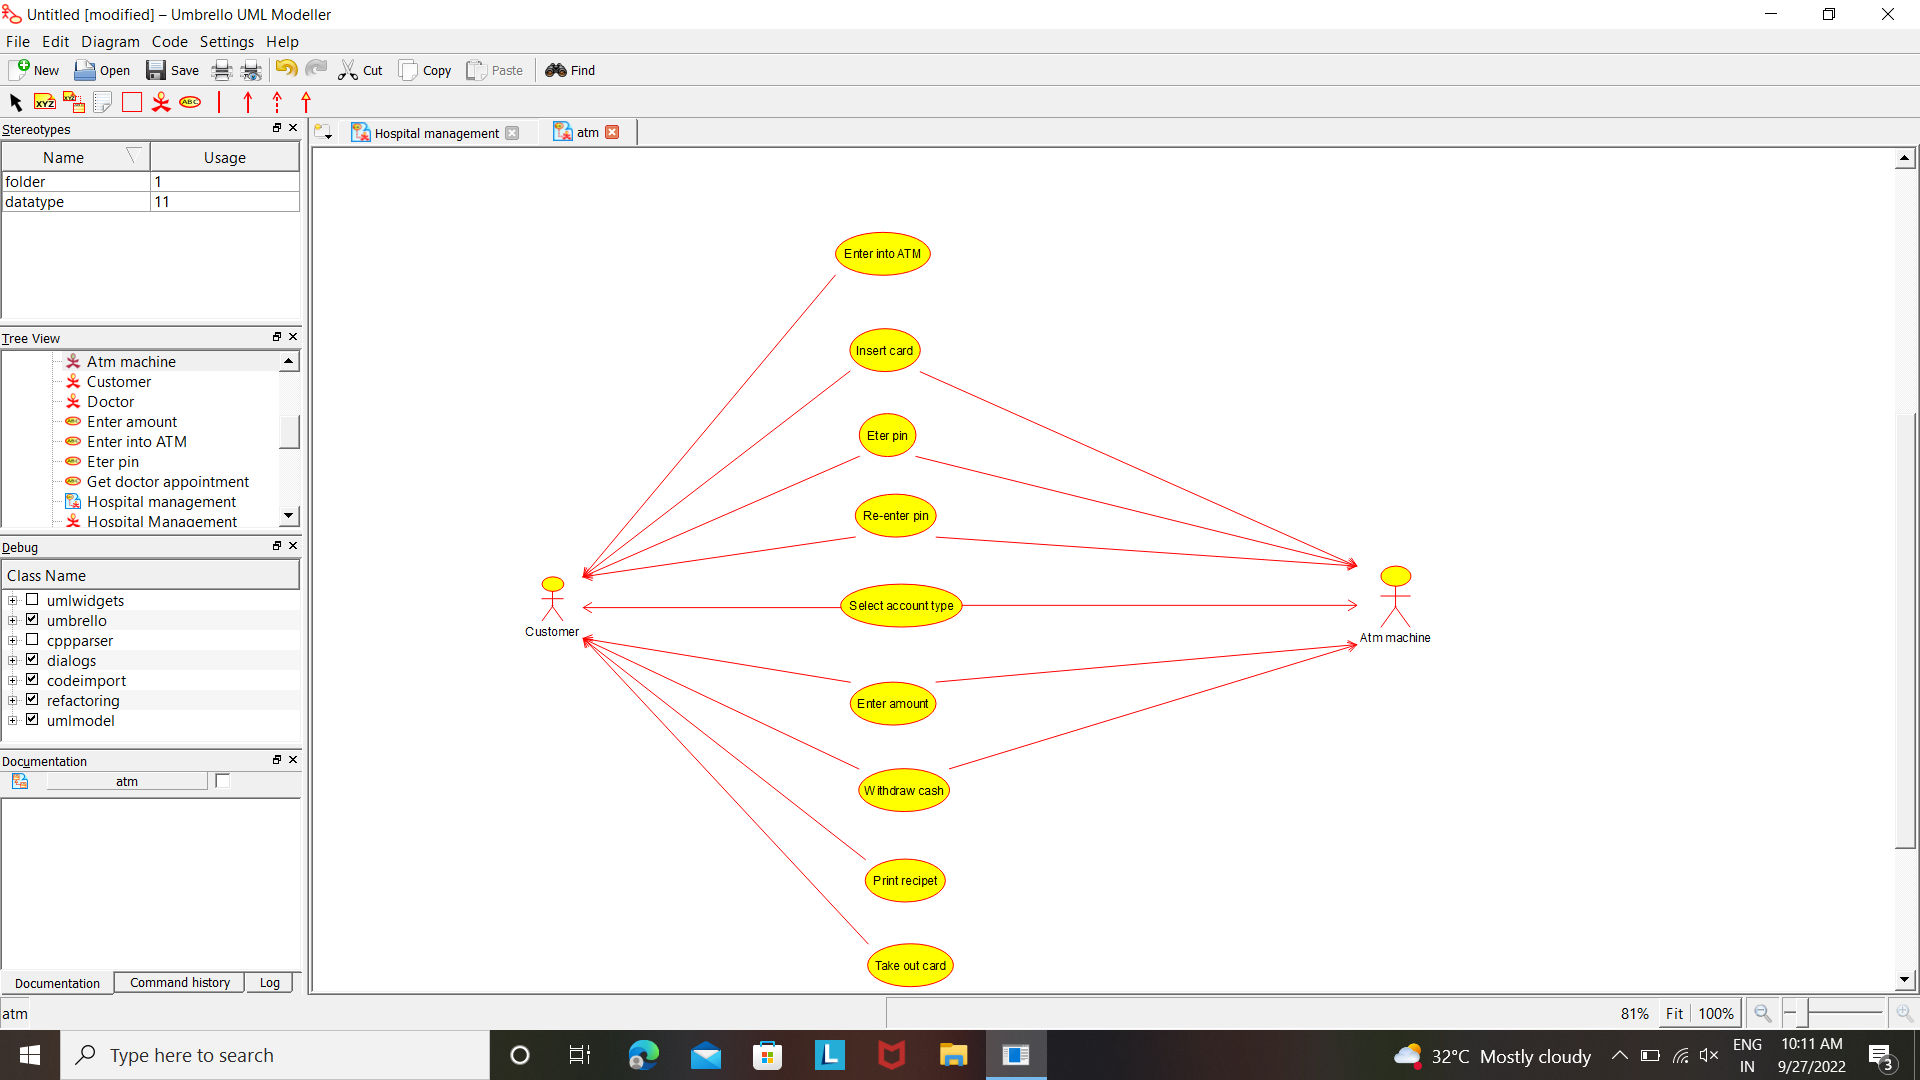 Untitled [modified] – Umbrello UML Modeller
File Edit Diagram Code Settings Help
New Open Save Cut Copy Paste Find
XYZ XYZ ABC
Stereotypes
Name Usage
folder 1
datatype 11
Tree View
Atm machine
Customer
Doctor
Enter amount
Enter into ATM
Eter pin
Get doctor appointment
Hospital management
Hospital Management
Debug
Class Name
umlwidgets
umbrello
cppparser
dialogs
codeimport
refactoring
umlmodel
Documentation
atm
Documentation Command history Log
Hospital management atm
Enter into ATM
Insert card
Eter pin
Re-enter pin
Select account type
Customer
Atm machine
Enter amount
Withdraw cash
Print recipet
Take out card
atm
81% Fit 100%
Type here to search
L
32°C Mostly cloudy
ENG
IN
10:11 AM
9/27/2022
3